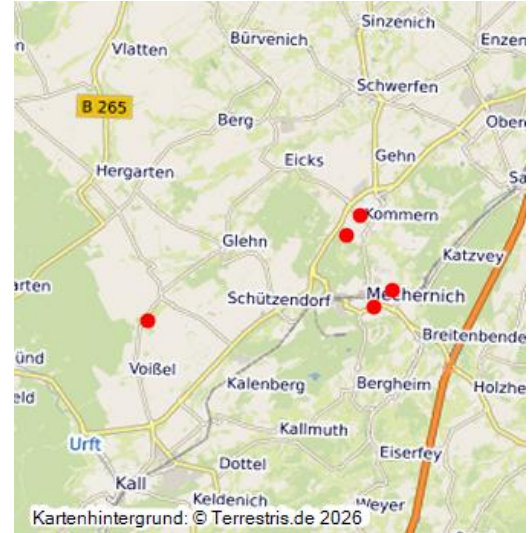 Sinzenich
Vlatten
Bürvenich
Enzen
Schwerfen
B 265
Berg
Obere
Eicks
Gehn
Hergarten
Sa
Kommern
Glehn
Katzvey
arten
Schützendorf
Mechernich
Breitenbende
ünd
Voißel
Kalenberg
Bergheim
Holzhe
eld
Kallmuth
Urft
Eiserfey
Dottel
Kall
Keldenich
Weyer
Kartenhintergrund: © Terrestris.de 2026